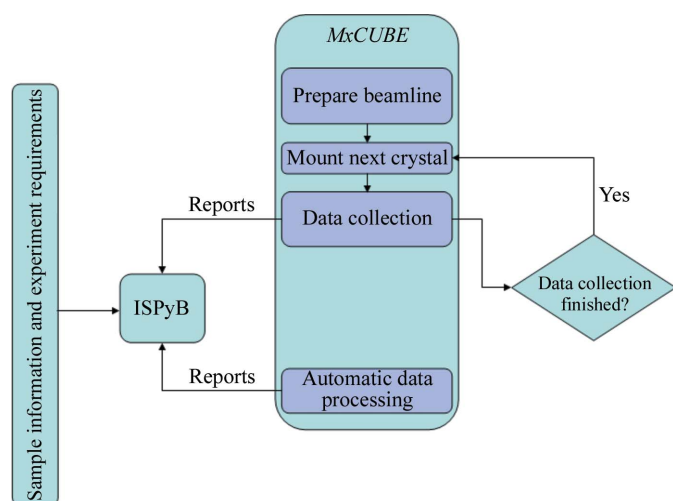 MxCUBE
Prepare beamline
Mount next crystal
Data collection
Reports
Yes
Data collection
finished?
ISPyB
Reports
Automatic data
processing
Sample information and experiment requirements